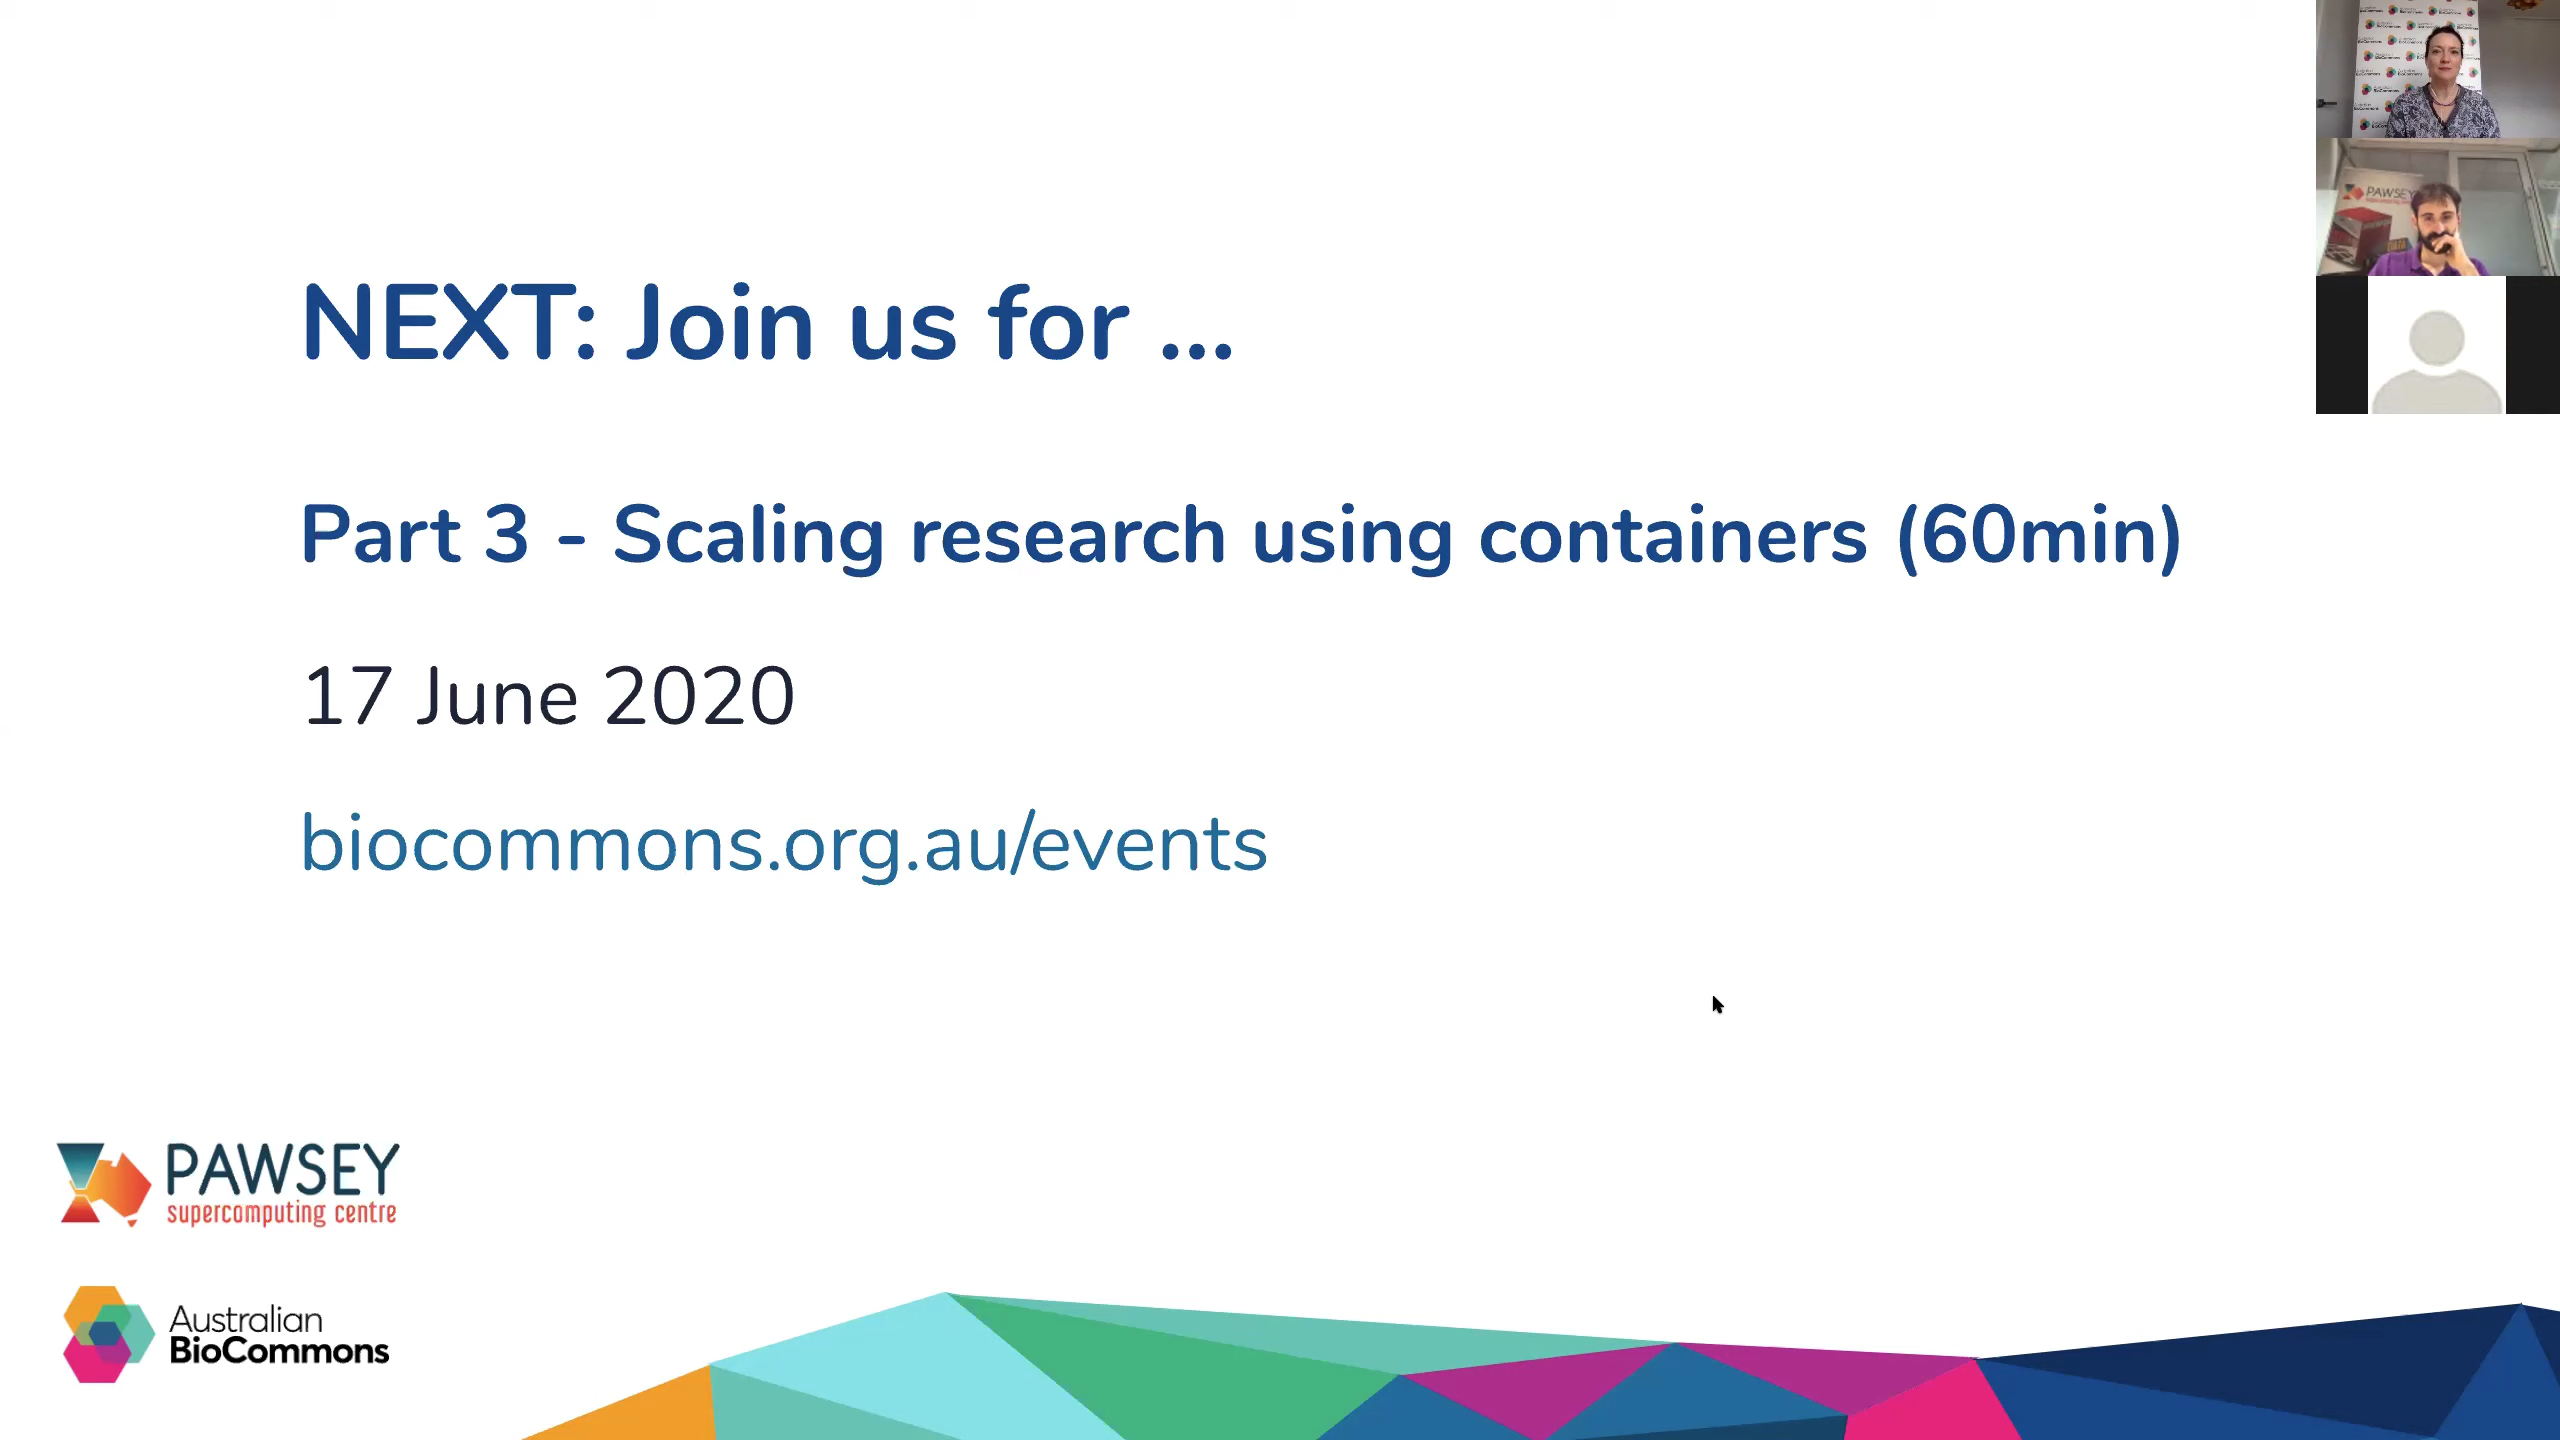 NEXT: Join us for ...
Part 3 - Scaling research using containers (60min)
17 June 2020
biocommons.org.au/events
PAWSEY
supercomputing centre
Australian
BioCommons
PAWSEY